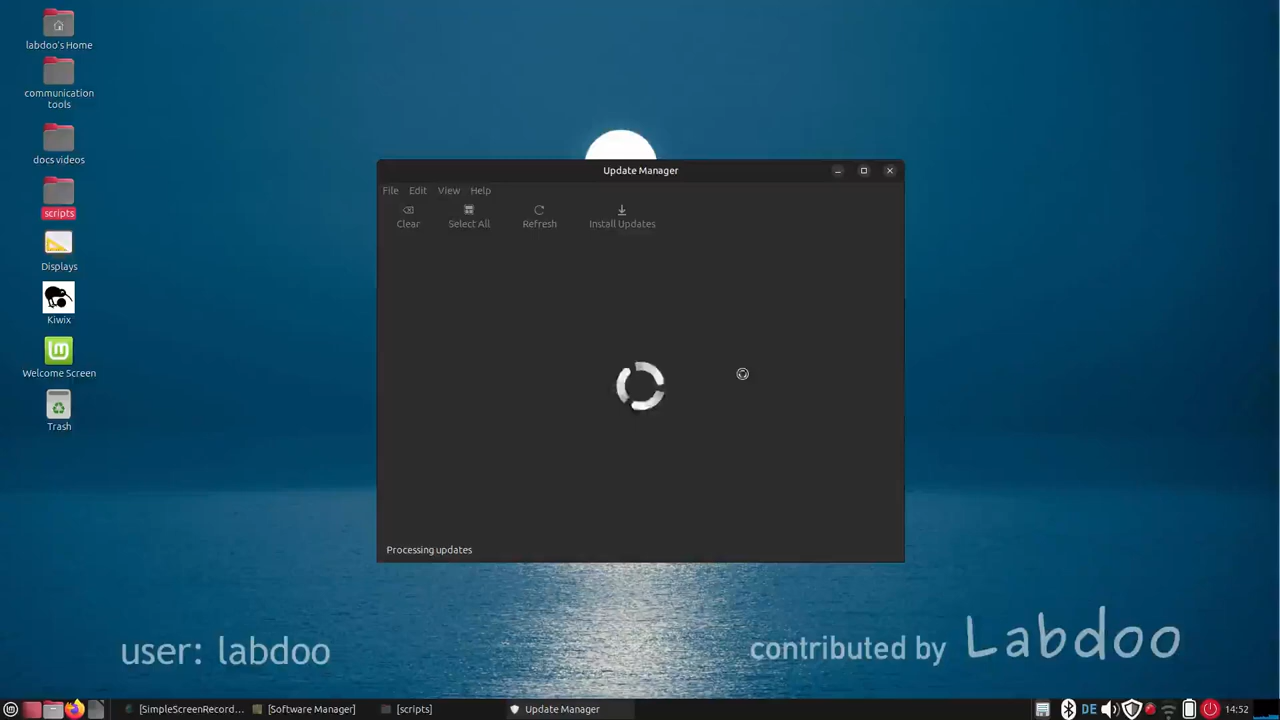 labdoo's Home
communication
tools
docs videos
scripts
Displays
Kiwix
Welcome Screen
Trash
Update Manager
File Edit View Help
Clear Select All Refresh Install Updates
Processing updates
user: labdoo
contributed by Labdoo
[SimpleScreenRecord... [Software Manager] [scripts] Update Manager DE 14:52